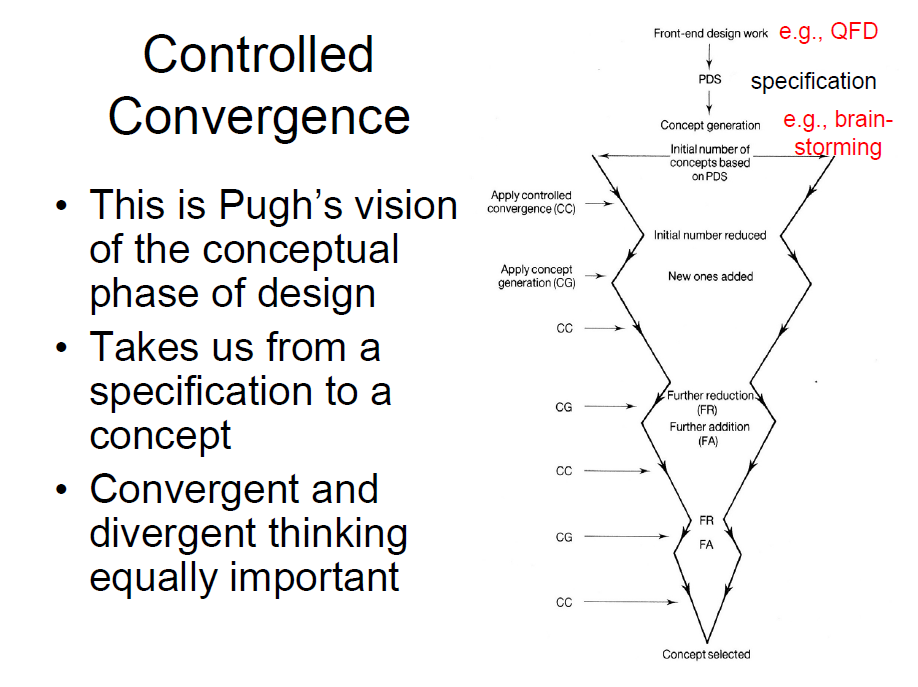 Controlled
Convergence
• This is Pugh's vision
of the conceptual
phase of design
• Takes us from a
specification to a
concept
• Convergent and
divergent thinking
equally important
Front-end design work e.g., QFD
PDS specification
Concept generation e.g., brain-
storming
Initial number of
concepts based
on PDS
Apply controlled
convergence (CC)
Initial number reduced
Apply concept
generation (CG)
New ones added
CC
Further reduction
(FR)
CG
Further addition
(FA)
CC
FR
CG
FA
CC
Concept selected